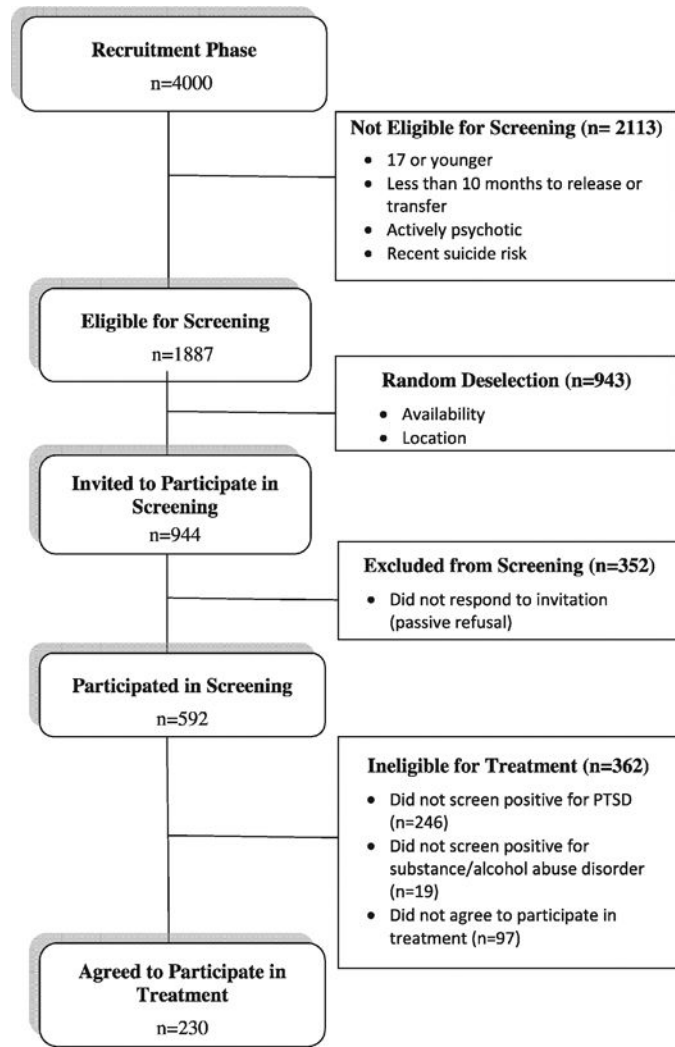 Recruitment Phase
n=4000
Not Eligible for Screening (n= 2113)
• 17 or younger
• Less than 10 months to release or
transfer
• Actively psychotic
• Recent suicide risk
Eligible for Screening
n=1887
Random Deselection (n=943)
• Availability
• Location
Invited to Participate in
Screening
n=944
Excluded from Screening (n=352)
• Did not respond to invitation
(passive refusal)
Participated in Screening
n=592
Ineligible for Treatment (n=362)
• Did not screen positive for PTSD
(n=246)
• Did not screen positive for
substance/alcohol abuse disorder
(n=19)
• Did not agree to participate in
treatment (n=97)
Agreed to Participate in
Treatment
n=230